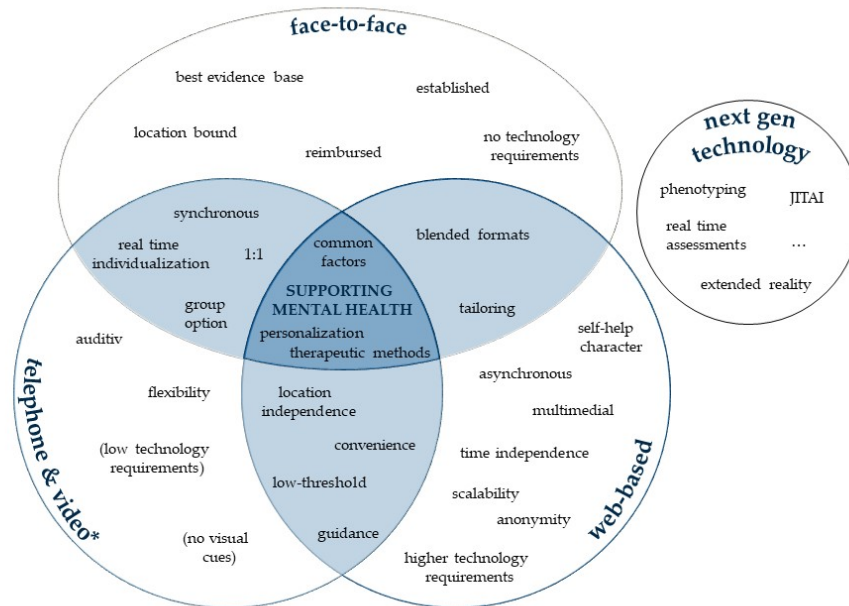 face-to-face
best evidence base
established
location bound
reimbursed
no technology
requirements
next gen
technology
phenotyping
JITAI
real time
assessments
...
extended reality
synchronous
real time
individualization
1:1
group
option
common
factors
SUPPORTING
MENTAL HEALTH
personalization
therapeutic methods
blended formats
tailoring
telephone & video*
auditiv
flexibility
(low technology
requirements)
(no visual
cues)
location
independence
convenience
low-threshold
guidance
self-help
character
asynchronous
multimedial
time independence
scalability
anonymity
higher technology
requirements
web-based